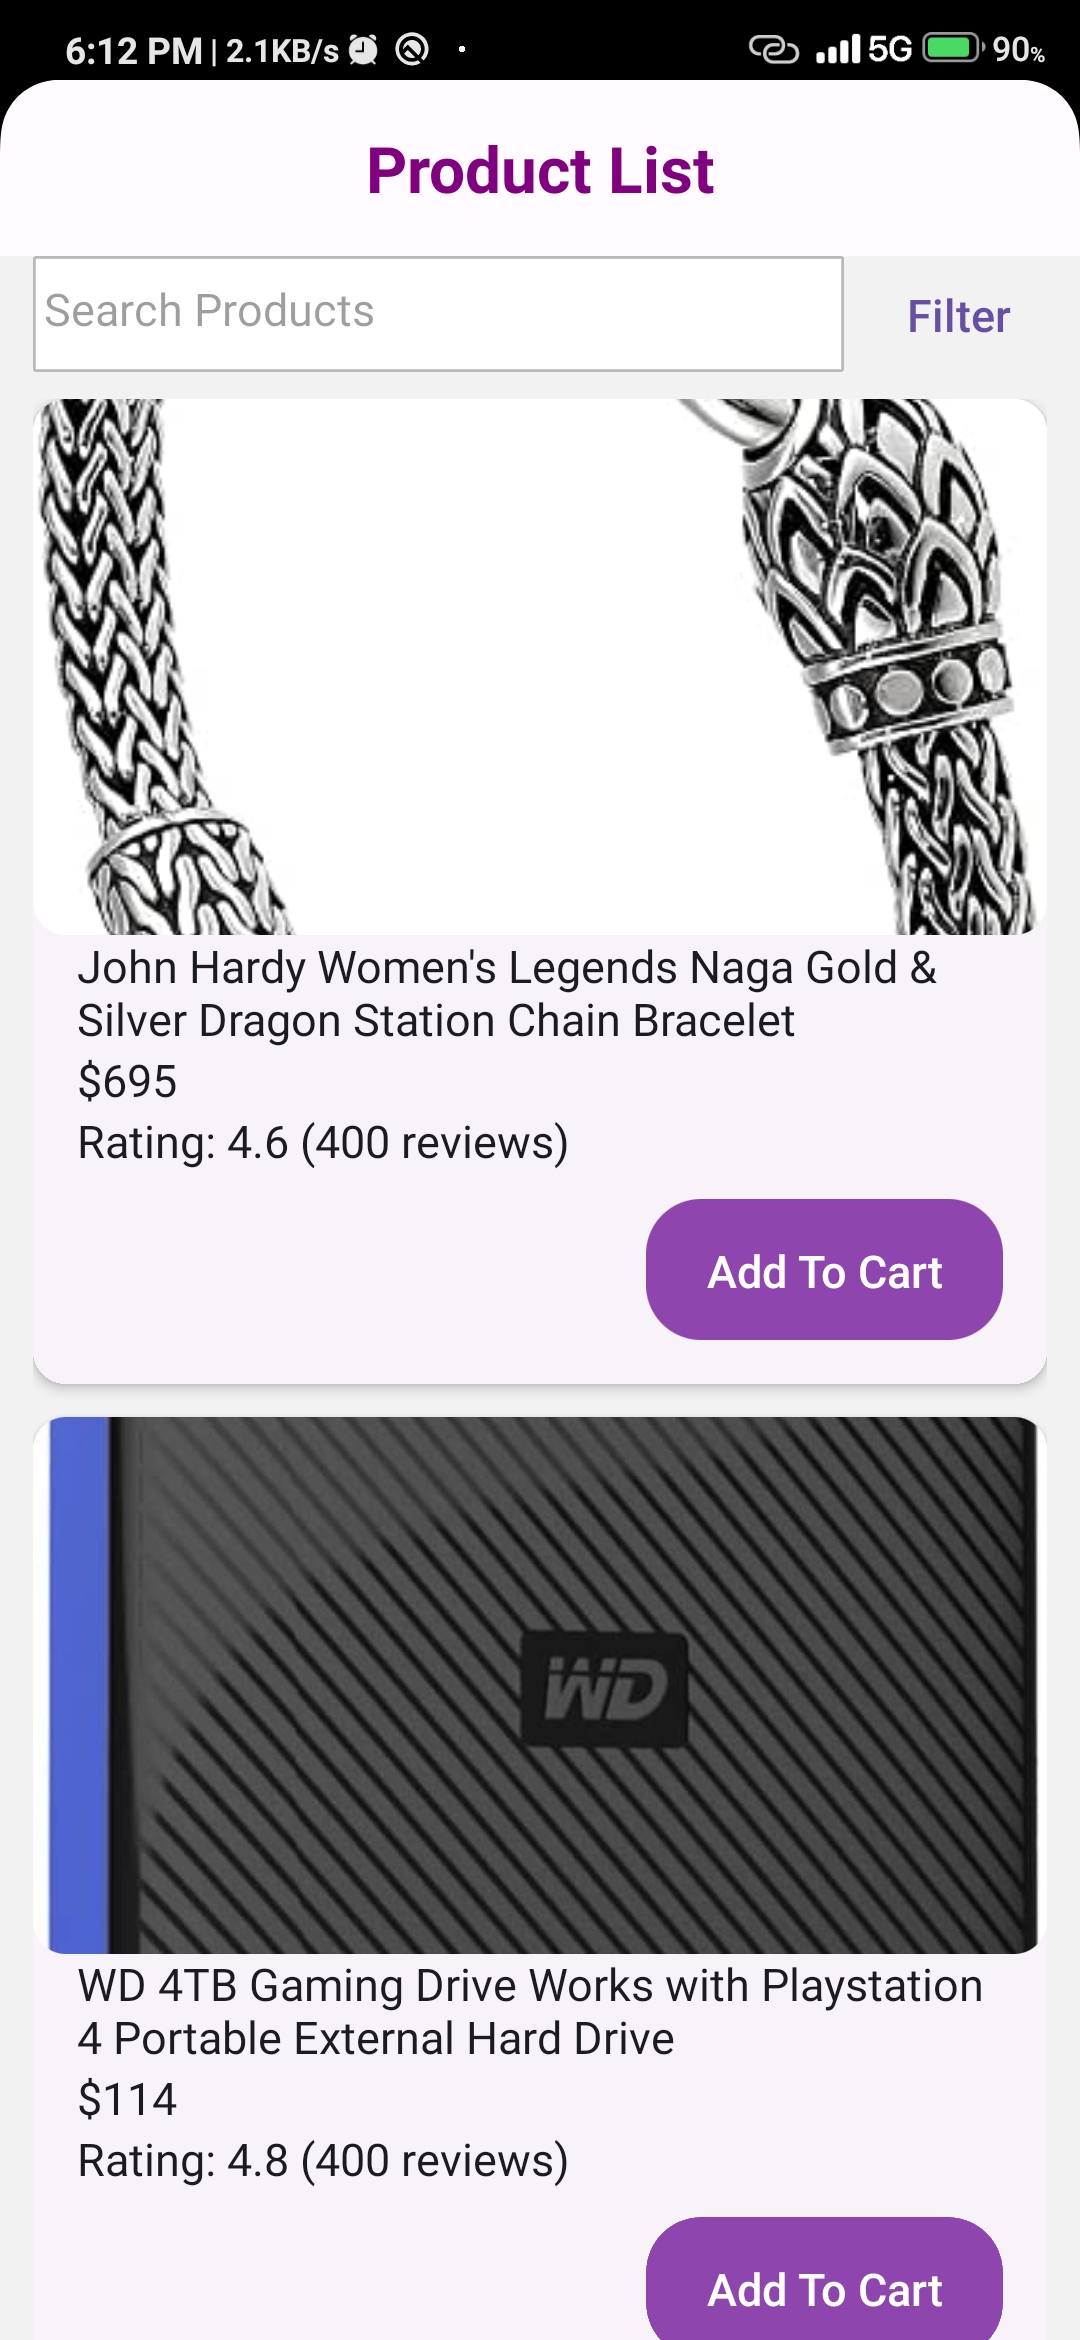 6:12 PM | 2.1KB/s 5G 90%
Product List
Search Products Filter
John Hardy Women's Legends Naga Gold &
Silver Dragon Station Chain Bracelet
$695
Rating: 4.6 (400 reviews)
Add To Cart
WD
WD 4TB Gaming Drive Works with Playstation
4 Portable External Hard Drive
$114
Rating: 4.8 (400 reviews)
Add To Cart